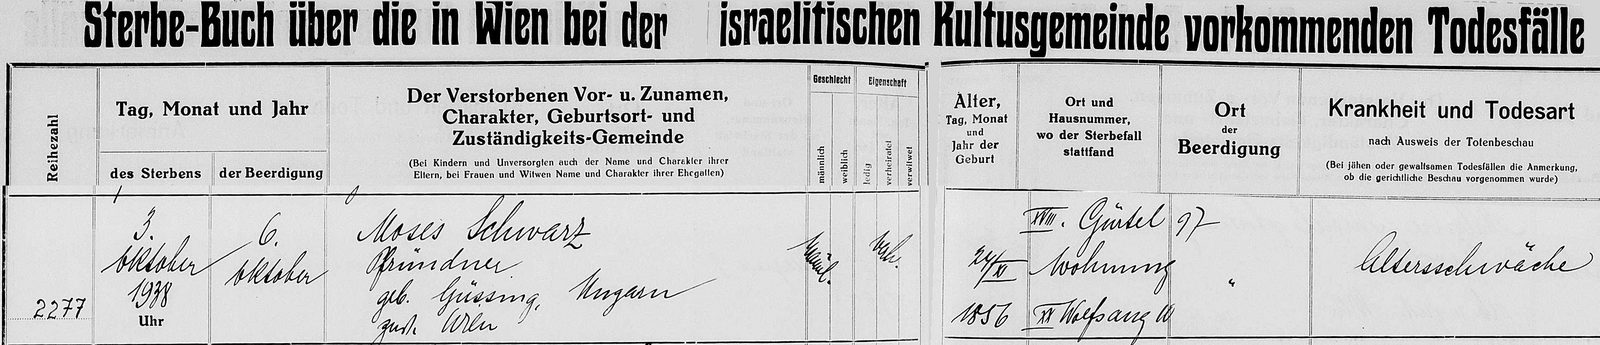 Sterbe-Buch über die in Wien bei der israelitischen Kultusgemeinde vorkommenden Todesfälle
Reihezahl
Tag, Monat und Jahr
des Sterbens
der Beerdigung
Der Verstorbenen Vor- u. Zunamen,
Charakter, Geburtsort- und
Zuständigkeits-Gemeinde
(Bei Kindern und Unversorgten auch der Name und Charakter ihrer
Eltern, bei Frauen und Witwen Name und Charakter ihrer Ehegatten)
Geschlecht
männlich
weiblich
Eigenschaft
ledig
verheiratet
verwitwet
Alter,
Tag, Monat
und
Jahr der
Geburt
Ort und
Hausnummer,
wo der Sterbefall
stattfand
Ort
der
Beerdigung
Krankheit und Todesart
nach Ausweis der Totenbeschau
(Bei jähen oder gewaltsamen Todesfällen die Anmerkung,
ob die gerichtliche Beschau vorgenommen wurde)
2277
3.
oktober
1938
Uhr
6.
oktober
Moses Schwarz
Pfründner
geb. Güssing, Ungarn
zust. Wien
männl.
24/XI
1856
XVIII. Gürtel 97
Wohnung
XX
"
Altersschwäche